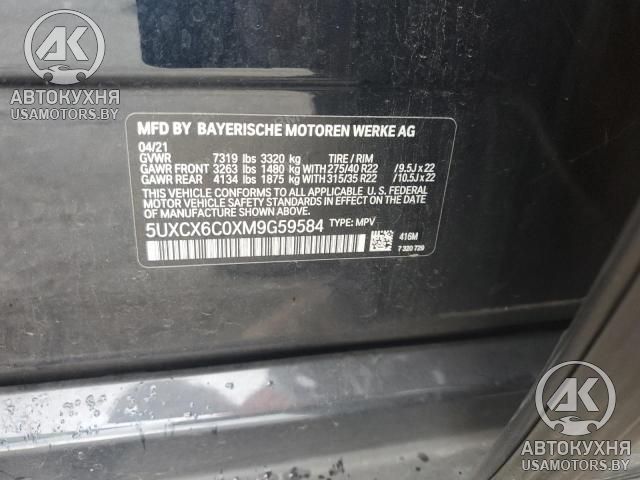 АК
АВТОКУХНЯ
USAMOTORS.BY
MFD BY BAYERISCHE MOTOREN WERKE AG
04/21
GVWR 7319 lbs 3320 kg TIRE / RIM
GAWR FRONT 3263 lbs 1480 kg WITH 275/40 R22 /9.5J x 22
GAWR REAR 4134 lbs 1875 kg WITH 315/35 R22 /10.5J x 22
THIS VEHICLE CONFORMS TO ALL APPLICABLE U. S. FEDERAL
MOTOR VEHICLE SAFETY STANDARDS IN EFFECT ON THE DATE
OF MANUFACTURE SHOWN ABOVE.
5UXCX6C0XM9G59584 TYPE: MPV
416M
7 320 729
АК
АВТОКУХНЯ
USAMOTORS.BY